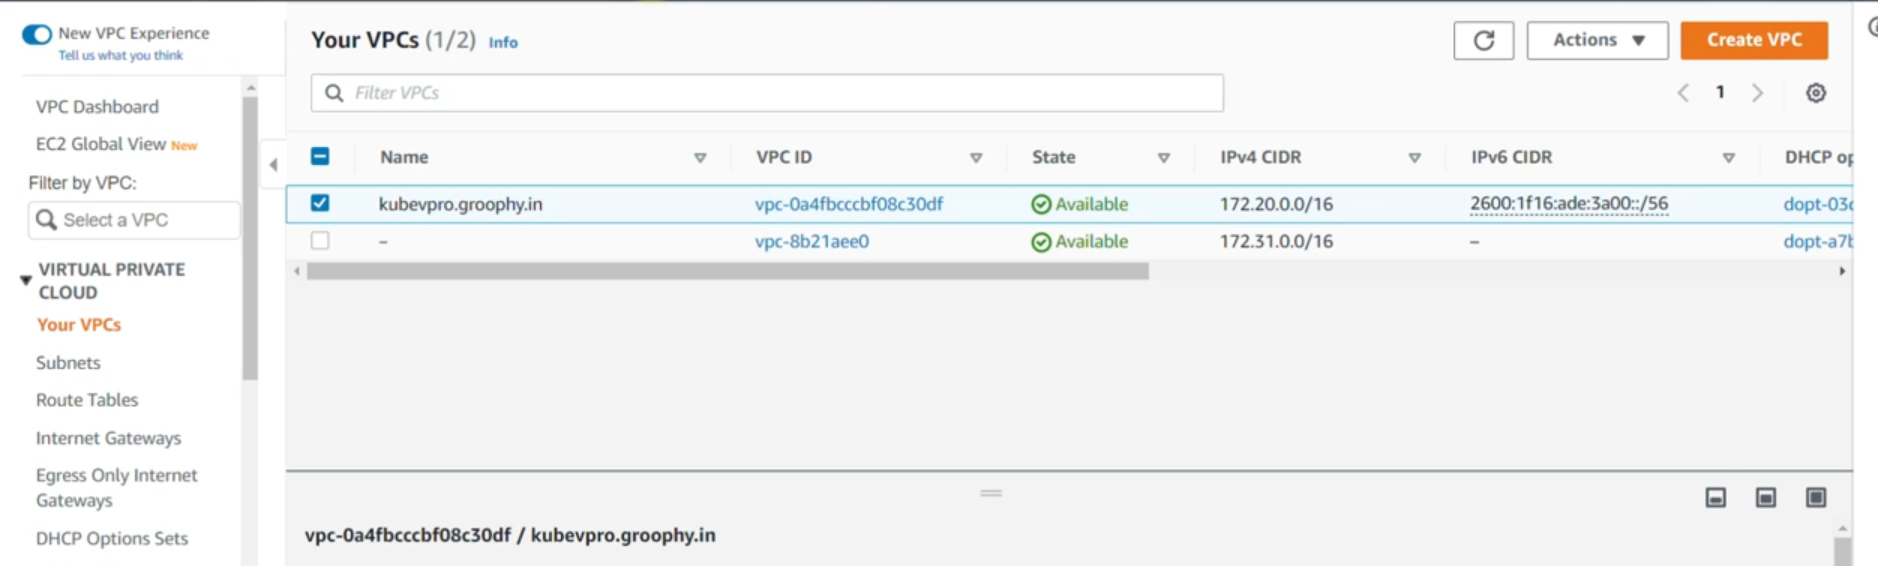 New VPC Experience
Tell us what you think
VPC Dashboard
EC2 Global View New
Filter by VPC:
Select a VPC
VIRTUAL PRIVATE
CLOUD
Your VPCs
Subnets
Route Tables
Internet Gateways
Egress Only Internet
Gateways
DHCP Options Sets
Your VPCs (1/2) Info
Actions
Create VPC
Filter VPCs
1
Name VPC ID State IPv4 CIDR IPv6 CIDR DHCP op
kubevpro.groophy.in vpc-0a4fbcccbf08c30df Available 172.20.0.0/16 2600:1f16:ade:3a00::/56 dopt-03c
– vpc-8b21aee0 Available 172.31.0.0/16 – dopt-a7b
vpc-0a4fbcccbf08c30df / kubevpro.groophy.in